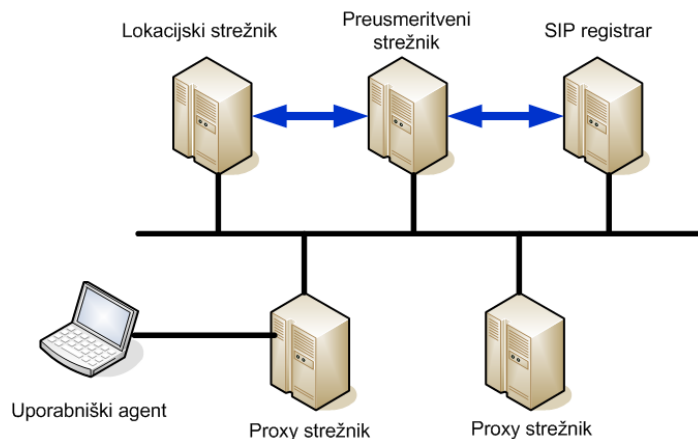 Lokacijski strežnik
Preusmeritveni
strežnik
SIP registrar
Uporabniški agent
Proxy strežnik
Proxy strežnik